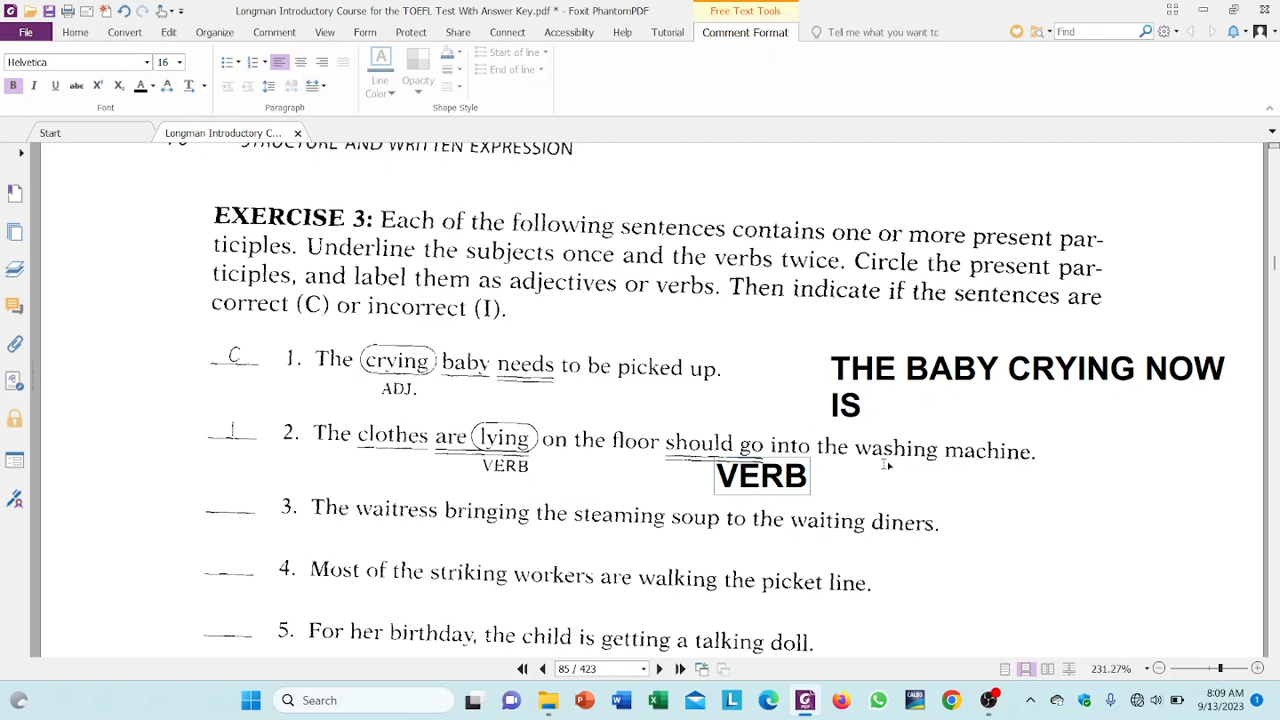 Longman Introductory Course for the TOEFL Test With Answer Key.pdf * - Foxit PhantomPDF
Free Text Tools
File Home Convert Edit Organize Comment View Form Protect Share Connect Accessibility Help Tutorial Comment Format Tell me what you want to Find
Helvetica 16
Start of line
End of line
B I U abc X² X₂ A T
Line Color
Opacity
Font Paragraph Shape Style
Start Longman Introductory C...
STRUCTURE AND WRITTEN EXPRESSION
EXERCISE 3: Each of the following sentences contains one or more present par-
ticiples. Underline the subjects once and the verbs twice. Circle the present par-
ticiples, and label them as adjectives or verbs. Then indicate if the sentences are
correct (C) or incorrect (I).
C 1. The crying baby needs to be picked up.
ADJ.
THE BABY CRYING NOW
IS
I 2. The clothes are lying on the floor should go into the washing machine.
VERB
VERB
3. The waitress bringing the steaming soup to the waiting diners.
4. Most of the striking workers are walking the picket line.
5. For her birthday, the child is getting a talking doll.
85 / 423
231.27%
Search
8:09 AM
9/13/2023